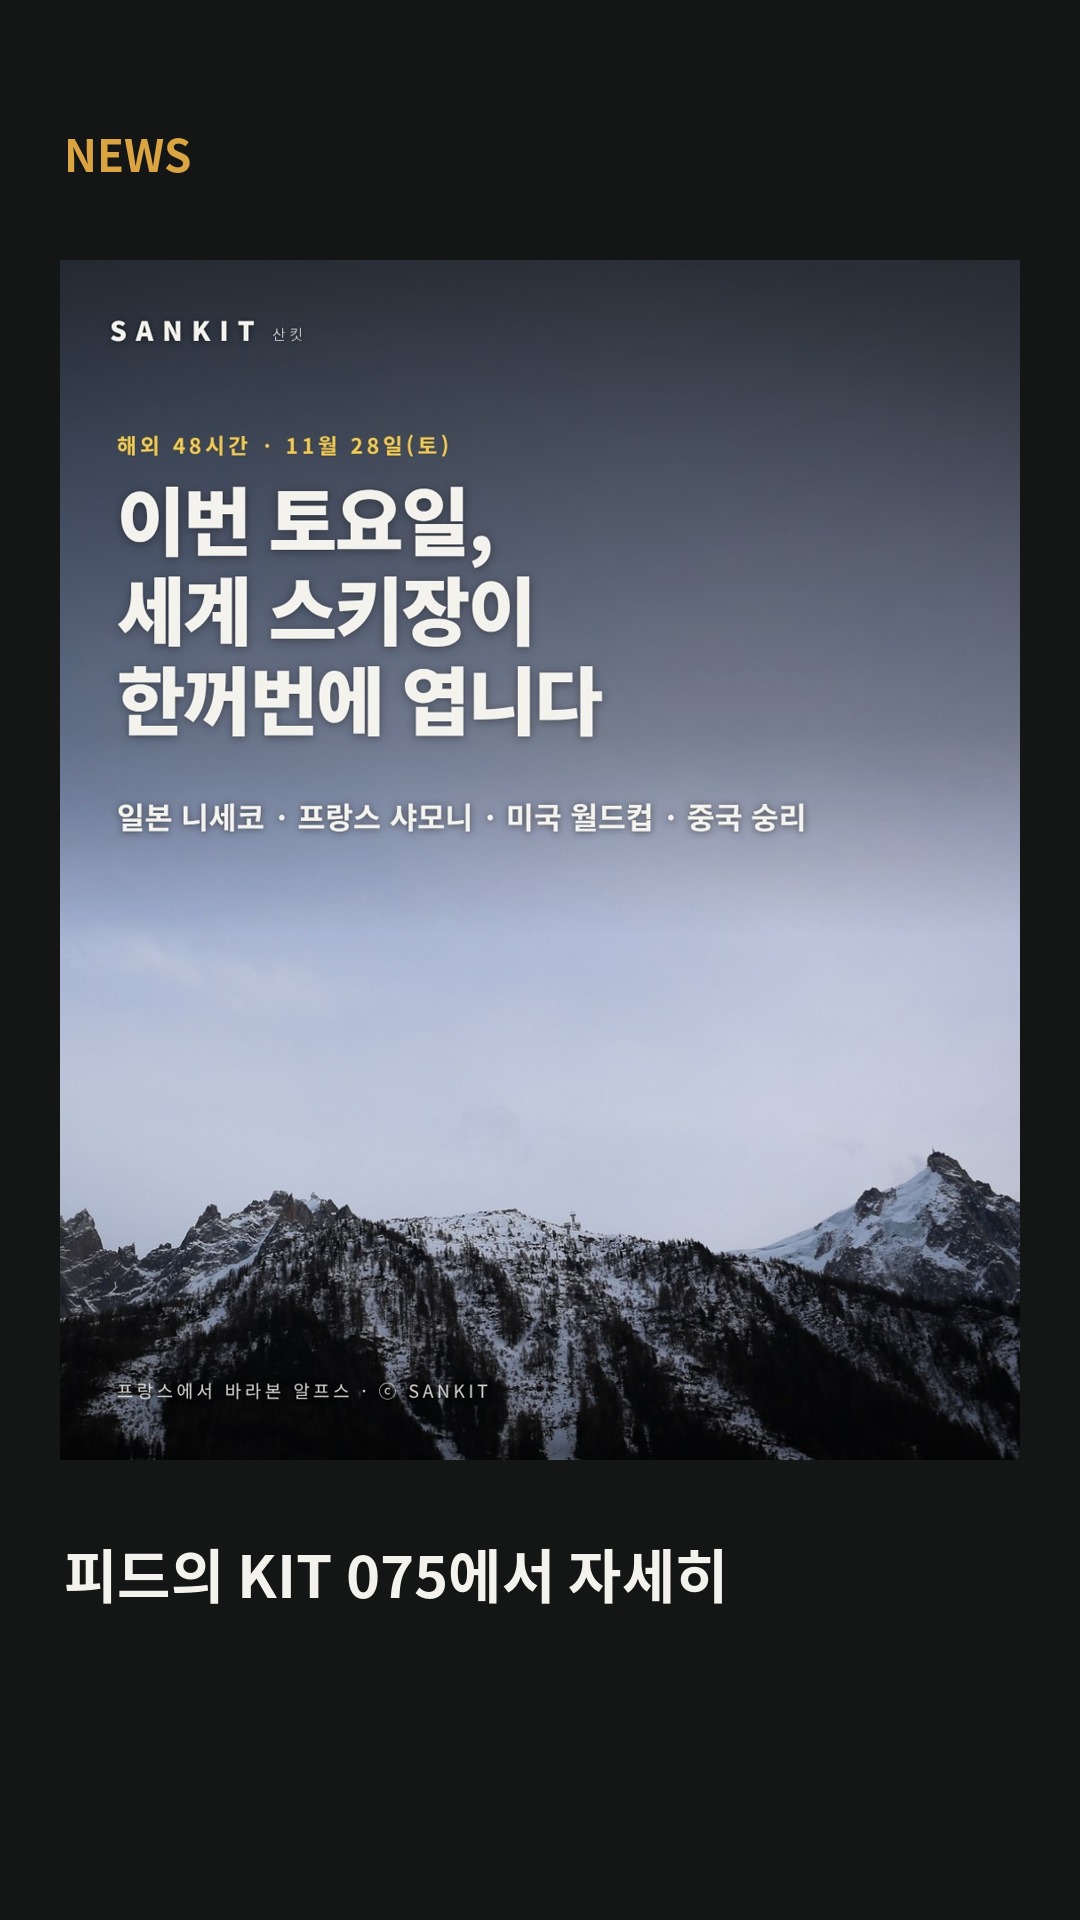 NEWS
SANKIT 산킷
해외 48시간 · 11월 28일(토)
이번 토요일,
세계 스키장이
한꺼번에 엽니다
일본 니세코 · 프랑스 샤모니 · 미국 월드컵 · 중국 숭리
프랑스에서 바라본 알프스 · ⓒ SANKIT
피드의 KIT 075에서 자세히